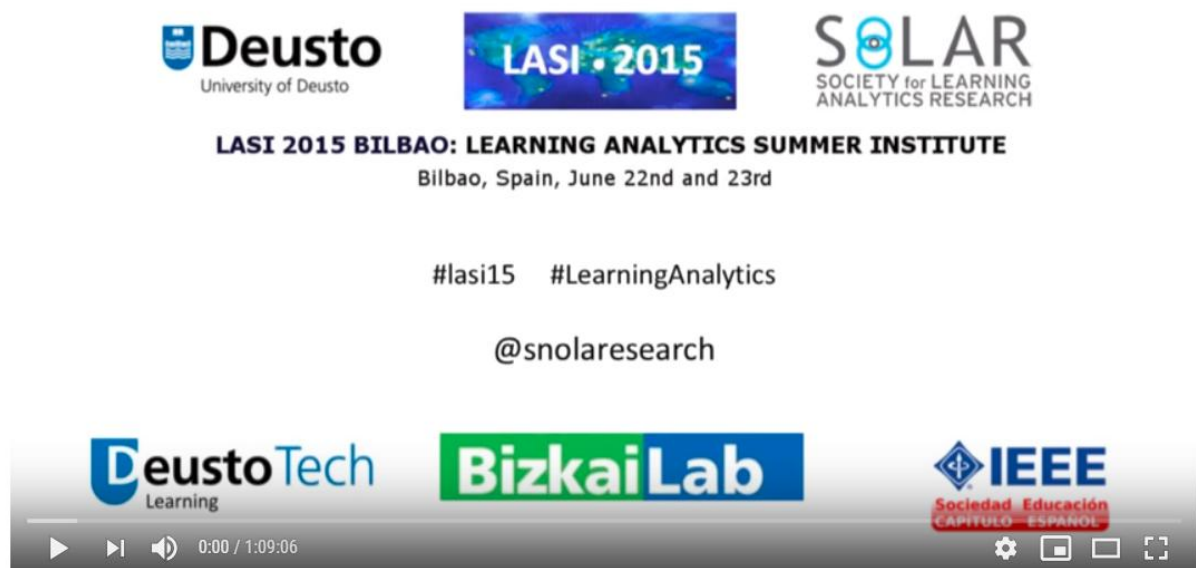 Deusto
University of Deusto
LASI • 2015
SOLAR
SOCIETY for LEARNING
ANALYTICS RESEARCH
LASI 2015 BILBAO: LEARNING ANALYTICS SUMMER INSTITUTE
Bilbao, Spain, June 22nd and 23rd
#lasi15 #LearningAnalytics
@snolaresearch
DeustoTech
Learning
BizkaiLab
IEEE
Sociedad Educación
CAPÍTULO ESPAÑOL
0:00 / 1:09:06